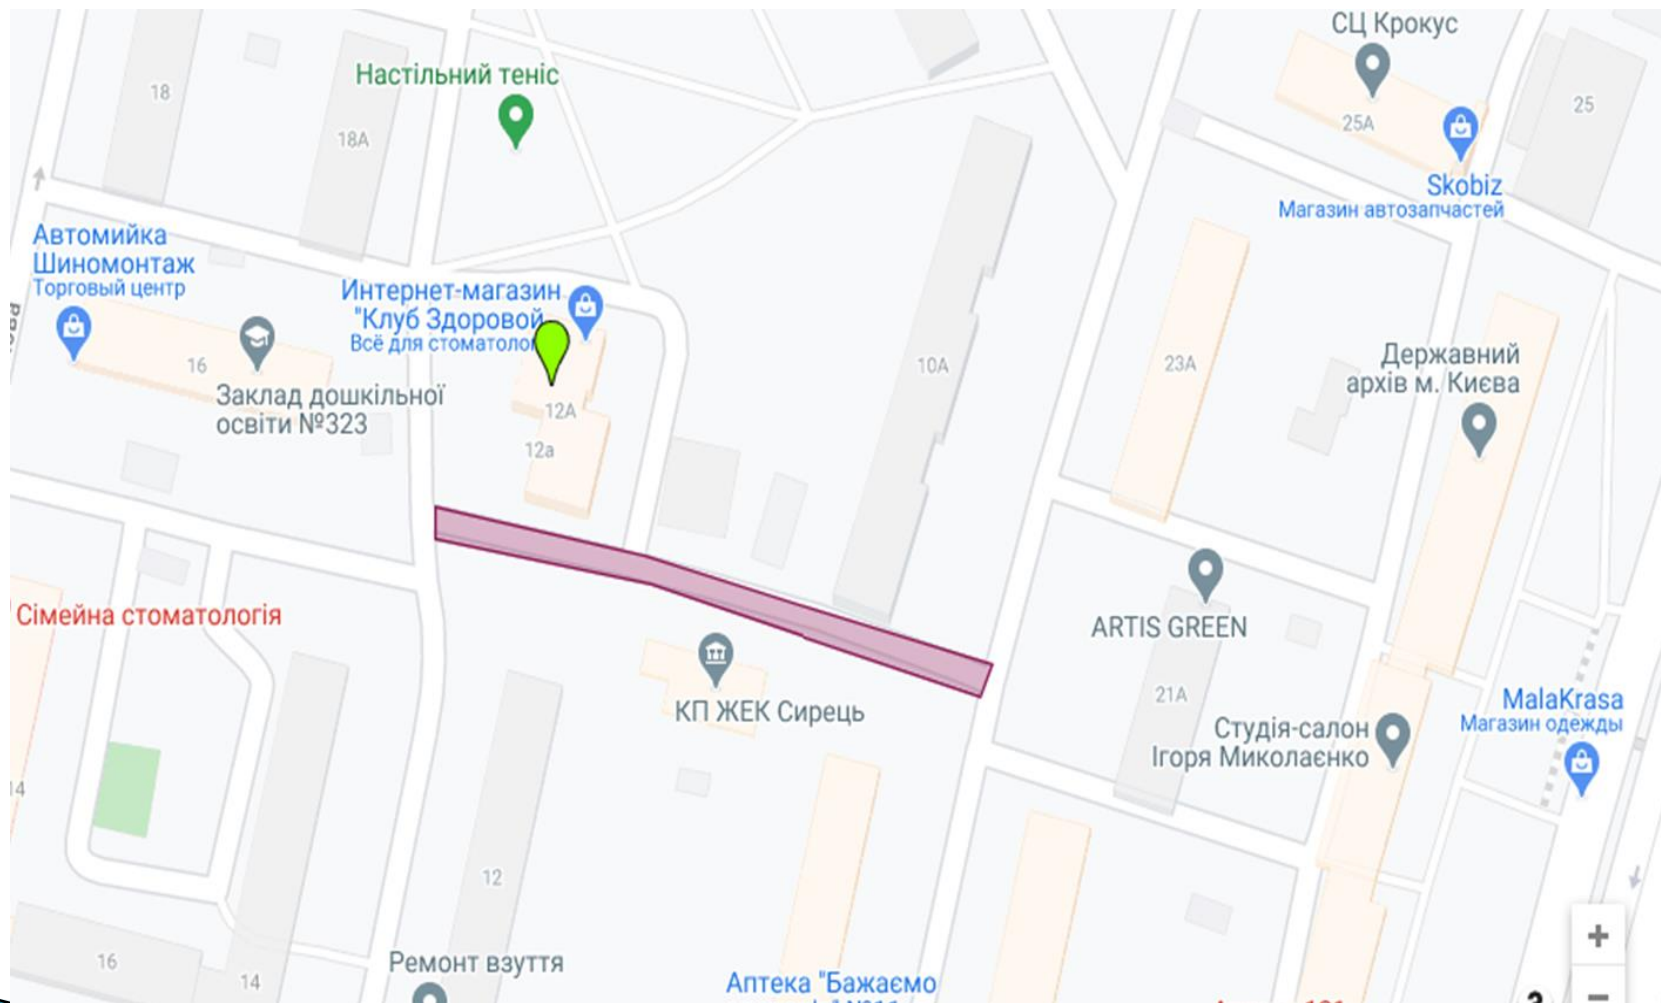 СЦ Крокус
Настільний теніс
18
18А
25А
25
Skobiz
Магазин автозапчастей
Автомийка
Шиномонтаж
Торговый центр
Интернет-магазин
"Клуб Здоровой
Всё для стоматолог
16
Заклад дошкільної
освіти №323
12А
12а
10А
23А
Державний
архів м. Києва
Сімейна стоматологія
ARTIS GREEN
КП ЖЕК Сирець
21А
MalaKrasa
Магазин одежды
Студія-салон
Ігоря Миколаєнко
14
12
16
14
Ремонт взуття
Аптека "Бажаємо
+
−